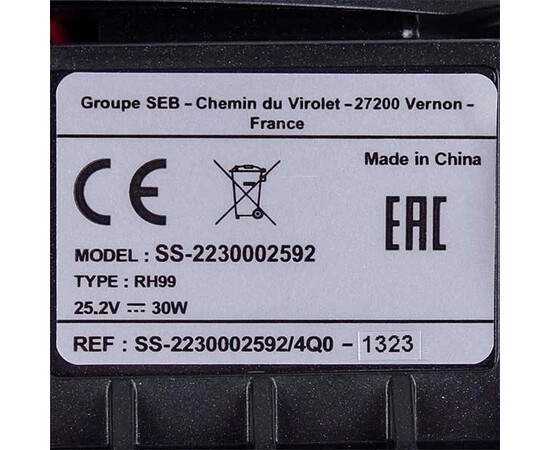 Groupe SEB – Chemin du Virolet – 27200 Vernon –
France
Made in China
CE
EAC
MODEL : SS-2230002592
TYPE : RH99
25.2V ⎓ 30W
REF : SS-2230002592/4Q0 – 1323